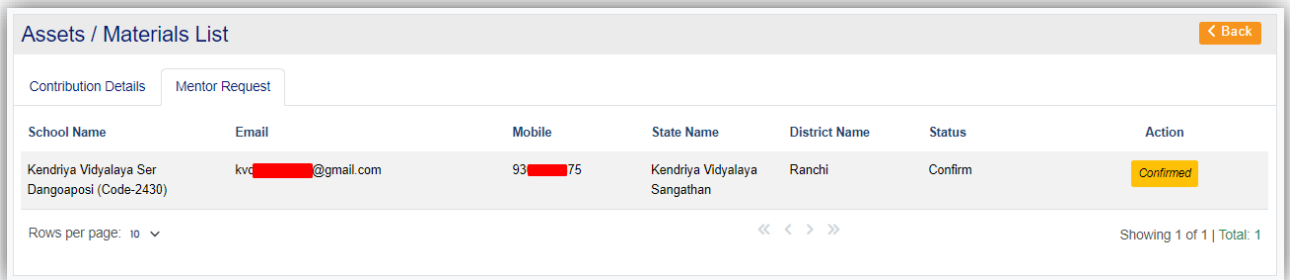 Assets / Materials List
Back
Contribution Details Mentor Request
School Name Email Mobile State Name District Name Status Action
Kendriya Vidyalaya Ser kvc @gmail.com 93 75 Kendriya Vidyalaya Ranchi Confirm Confirmed
Dangoaposi (Code-2430) Sangathan
Rows per page: 10 Showing 1 of 1 | Total: 1